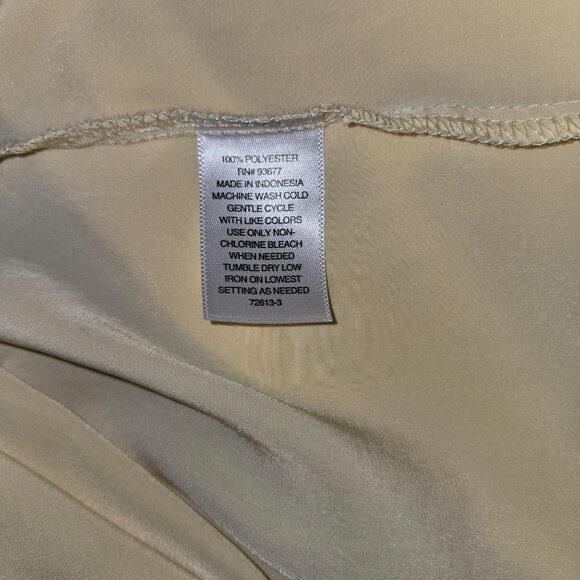 100% POLYESTER
RN# 93677
MADE IN INDONESIA
MACHINE WASH COLD
GENTLE CYCLE
WITH LIKE COLORS
USE ONLY NON-
CHLORINE BLEACH
WHEN NEEDED
TUMBLE DRY LOW
IRON ON LOWEST
SETTING AS NEEDED
72613-3